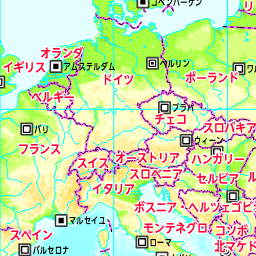 ペンハーゲン
オランダ
イギリス
アムステルダム
ベルリン
ドイツ
ポーランド
ベルギー
プラハ
チェコ
パリ
ウィーン
スロバキア
フランス
スイス
オーストリア
ハンガリー
スロベニア
イタリア
セルビア
ボスニア
ヘルツェゴビ
マルセイユ
モンテネグロ
コソボ
スペイン
ローマ
北マケド
バルセロナ